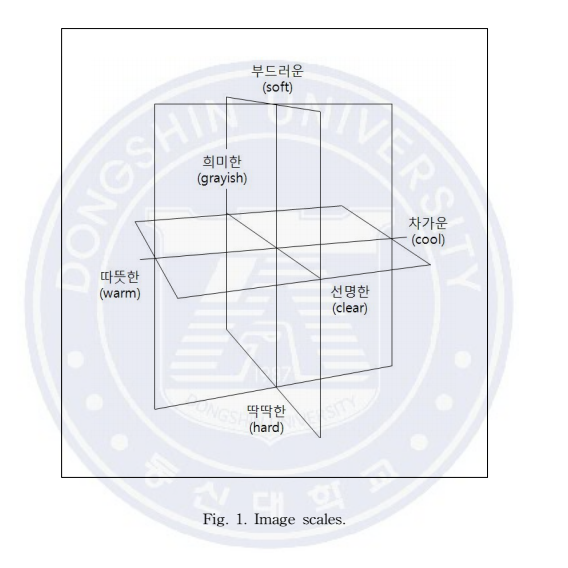 부드러운
(soft)
희미한
(grayish)
차가운
(cool)
따뜻한
(warm)
선명한
(clear)
딱딱한
(hard)
Fig. 1. Image scales.
DONGSHIN UNIVERSITY
DONGSHIN UNIVERSITY
동신대학교